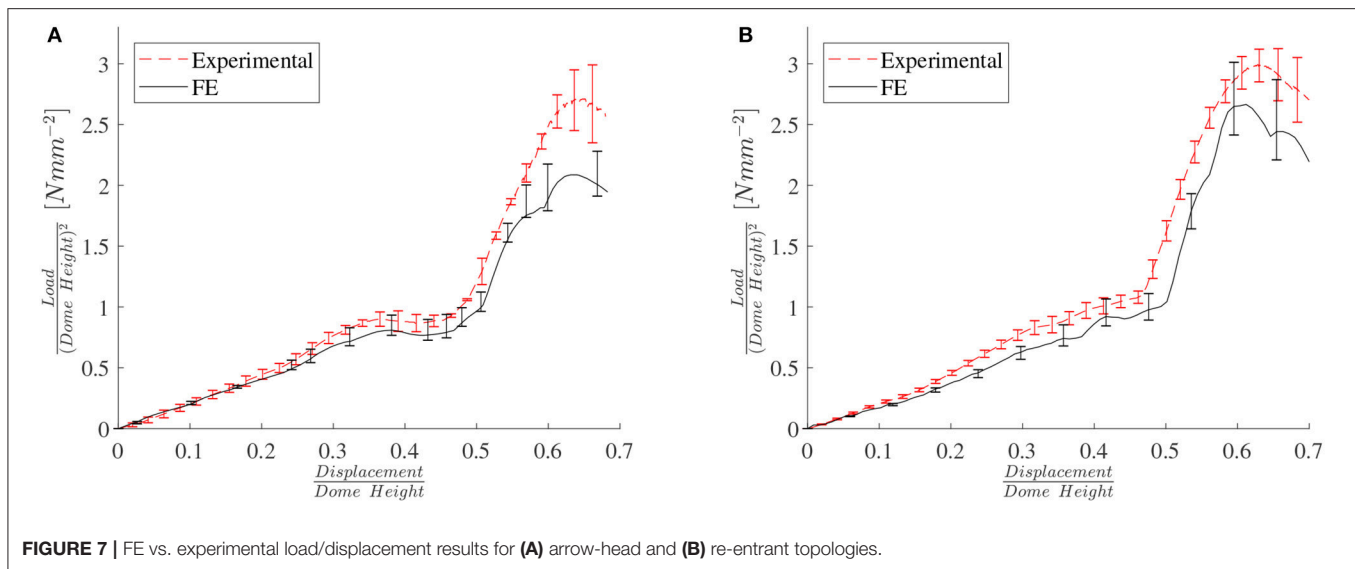 A
Experimental
FE
3
2.5
2
1.5
1
0.5
0
Load
(Dome Height)²
[Nmm⁻²]
0 0.1 0.2 0.3 0.4 0.5 0.6 0.7
Displacement
Dome Height
B
Experimental
FE
3
2.5
2
1.5
1
0.5
0
Load
(Dome Height)²
[Nmm⁻²]
0 0.1 0.2 0.3 0.4 0.5 0.6 0.7
Displacement
Dome Height
FIGURE 7 | FE vs. experimental load/displacement results for (A) arrow-head and (B) re-entrant topologies.